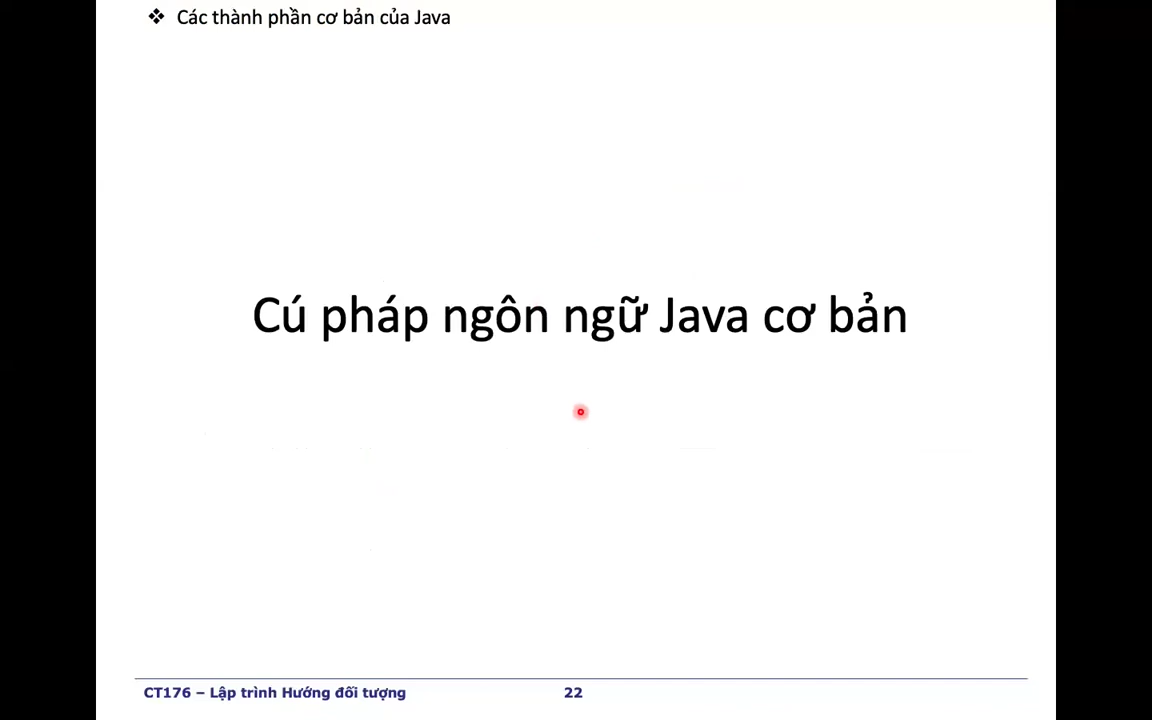 ❖ Các thành phần cơ bản của Java
Cú pháp ngôn ngữ Java cơ bản
CT176 – Lập trình Hướng đối tượng
22